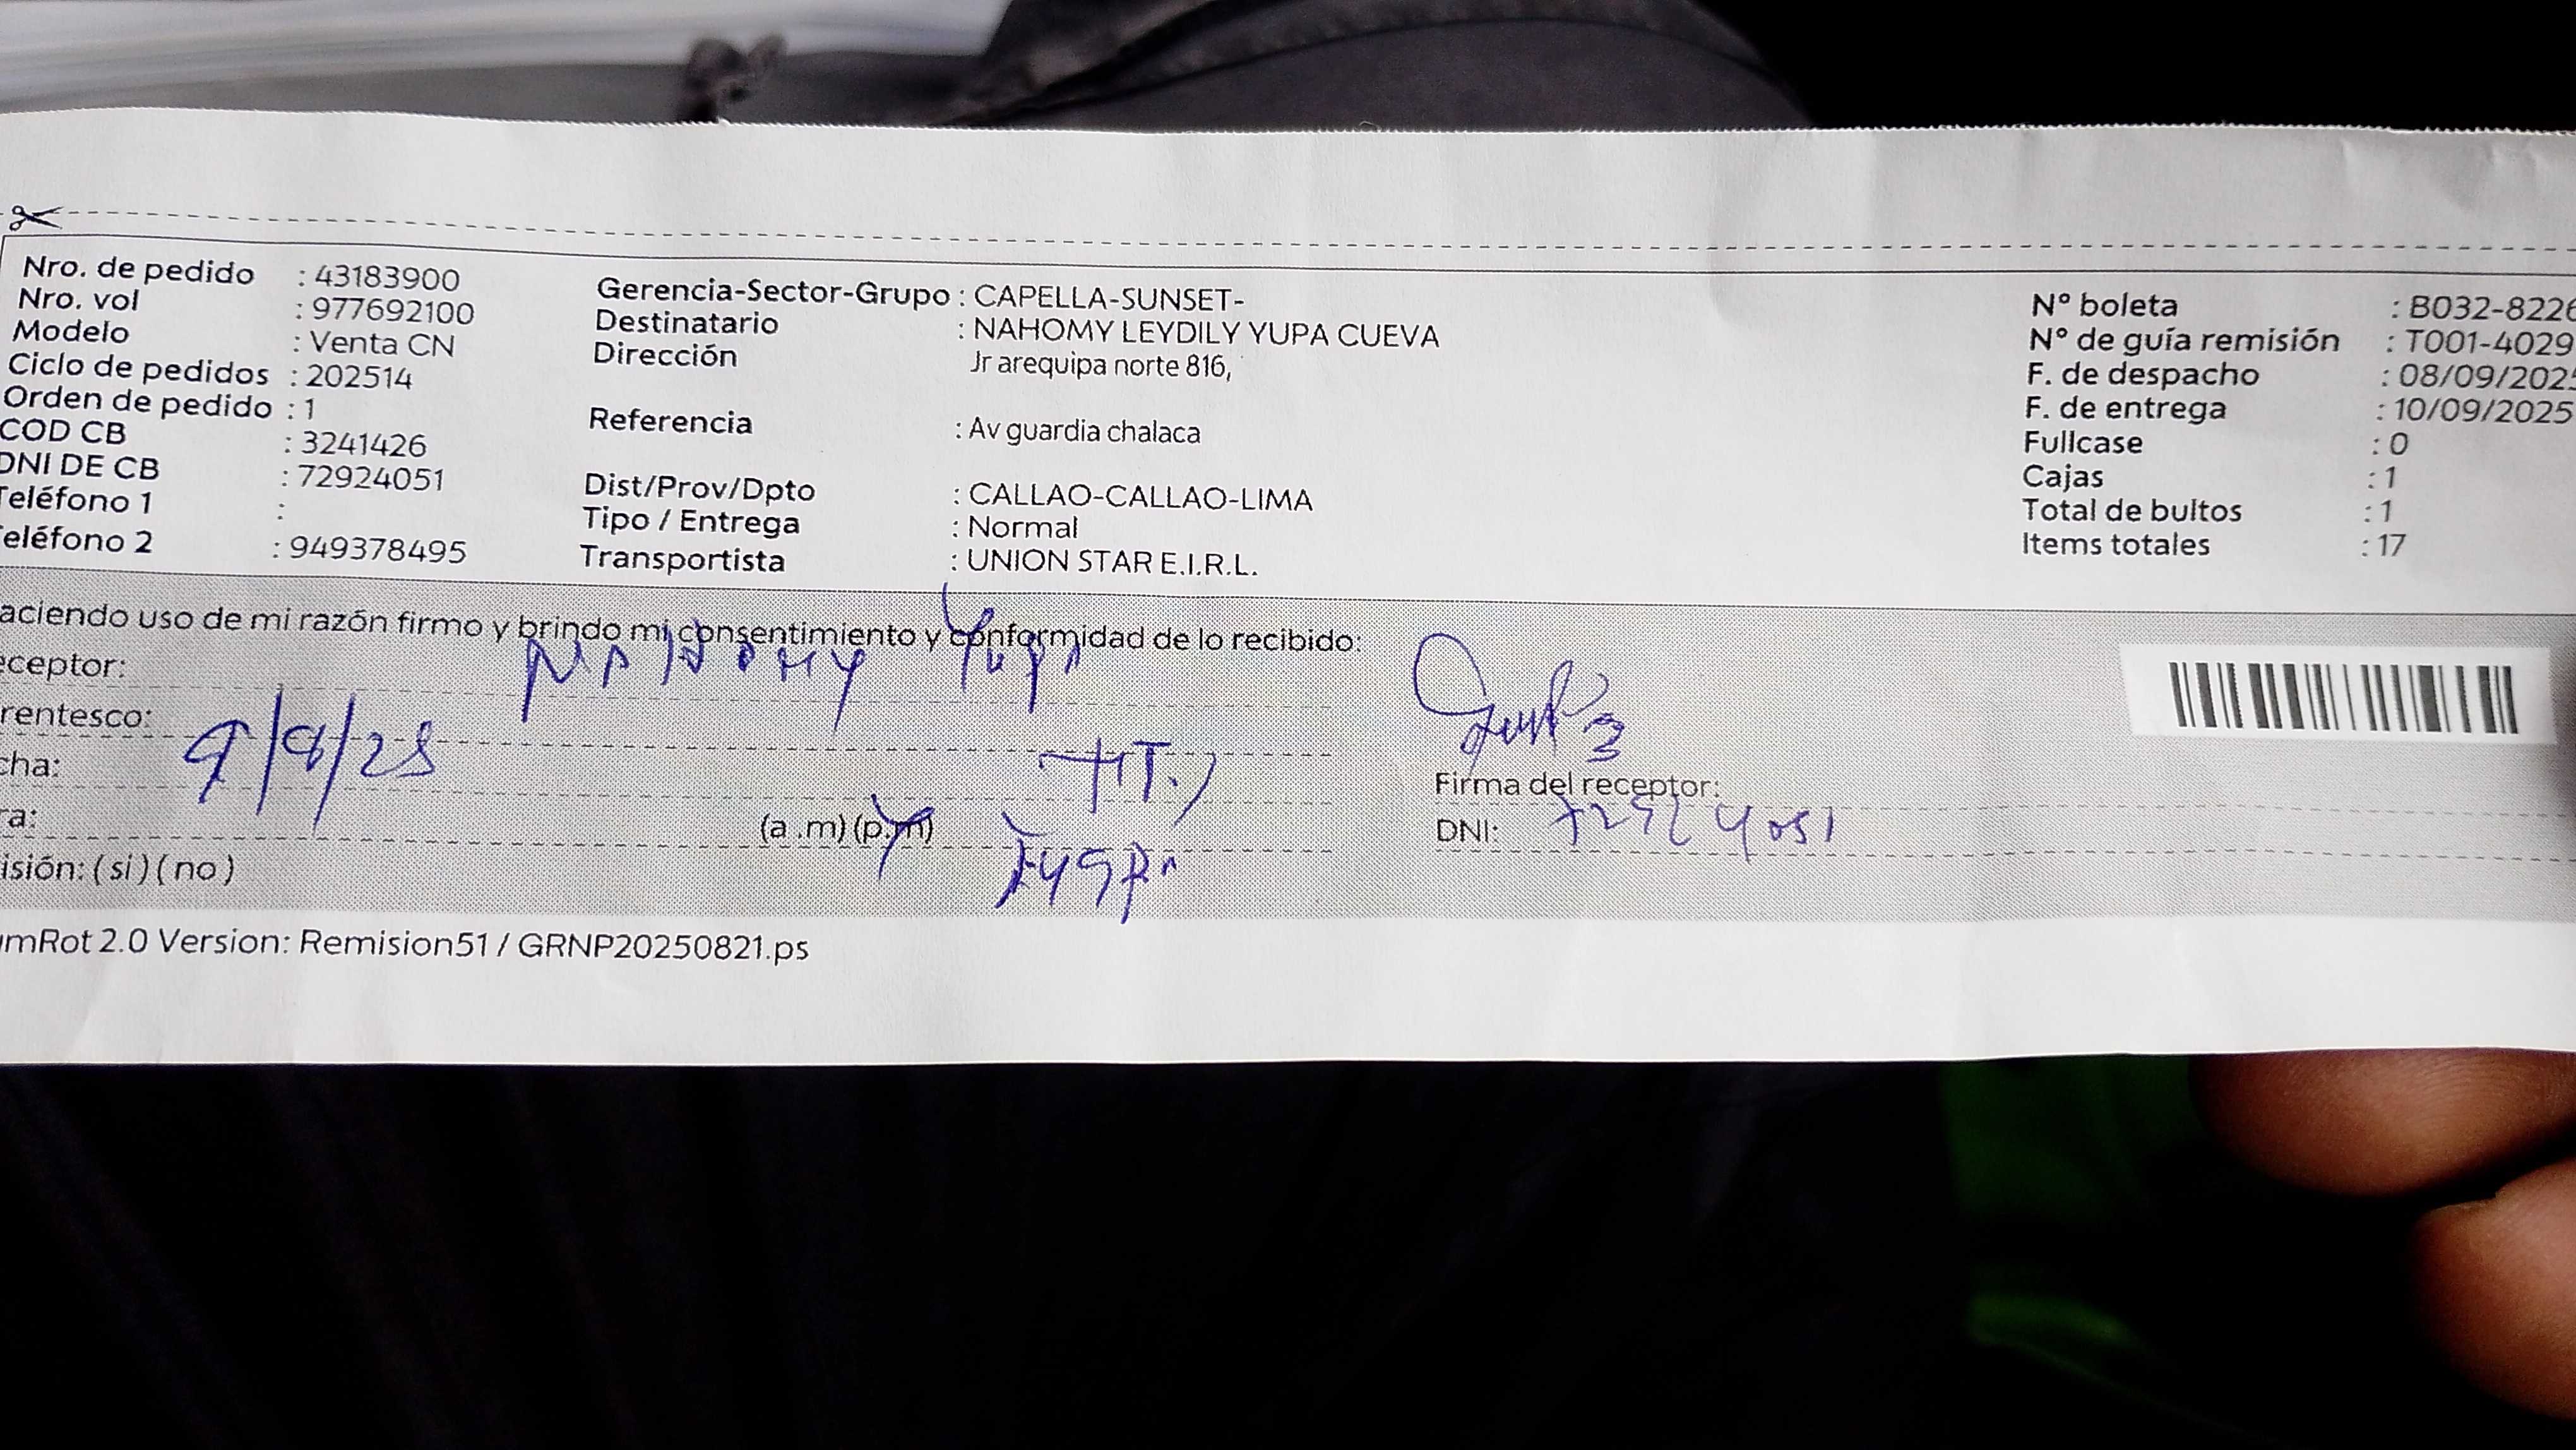 Nro. de pedido : 43183900
Nro. vol : 977692100
Modelo : Venta CN
Ciclo de pedidos : 202514
Orden de pedido : 1
COD CB : 3241426
DNI DE CB : 72924051
Teléfono 1 :
eléfono 2 : 949378495
Gerencia-Sector-Grupo : CAPELLA-SUNSET-
Destinatario : NAHOMY LEYDILY YUPA CUEVA
Dirección Jr arequipa norte 816,
Referencia : Av guardia chalaca
Dist/Prov/Dpto : CALLAO-CALLAO-LIMA
Tipo / Entrega : Normal
Transportista : UNION STAR E.I.R.L.
N° boleta : B032-8226
N° de guía remisión : T001-4029
F. de despacho : 08/09/2025
F. de entrega : 10/09/2025
Fullcase : 0
Cajas : 1
Total de bultos : 1
Items totales : 17
aciendo uso de mi razón firmo y brindo mi consentimiento y conformidad de lo recibido:
eceptor: NAHOMY Yupa
rentesco: TIT.
cha: 9/8/25
ra: (a .m) (p.m)
isión: ( si ) ( no )
Firma del receptor:
DNI: 72924051
umRot 2.0 Version: Remision51 / GRNP20250821.ps